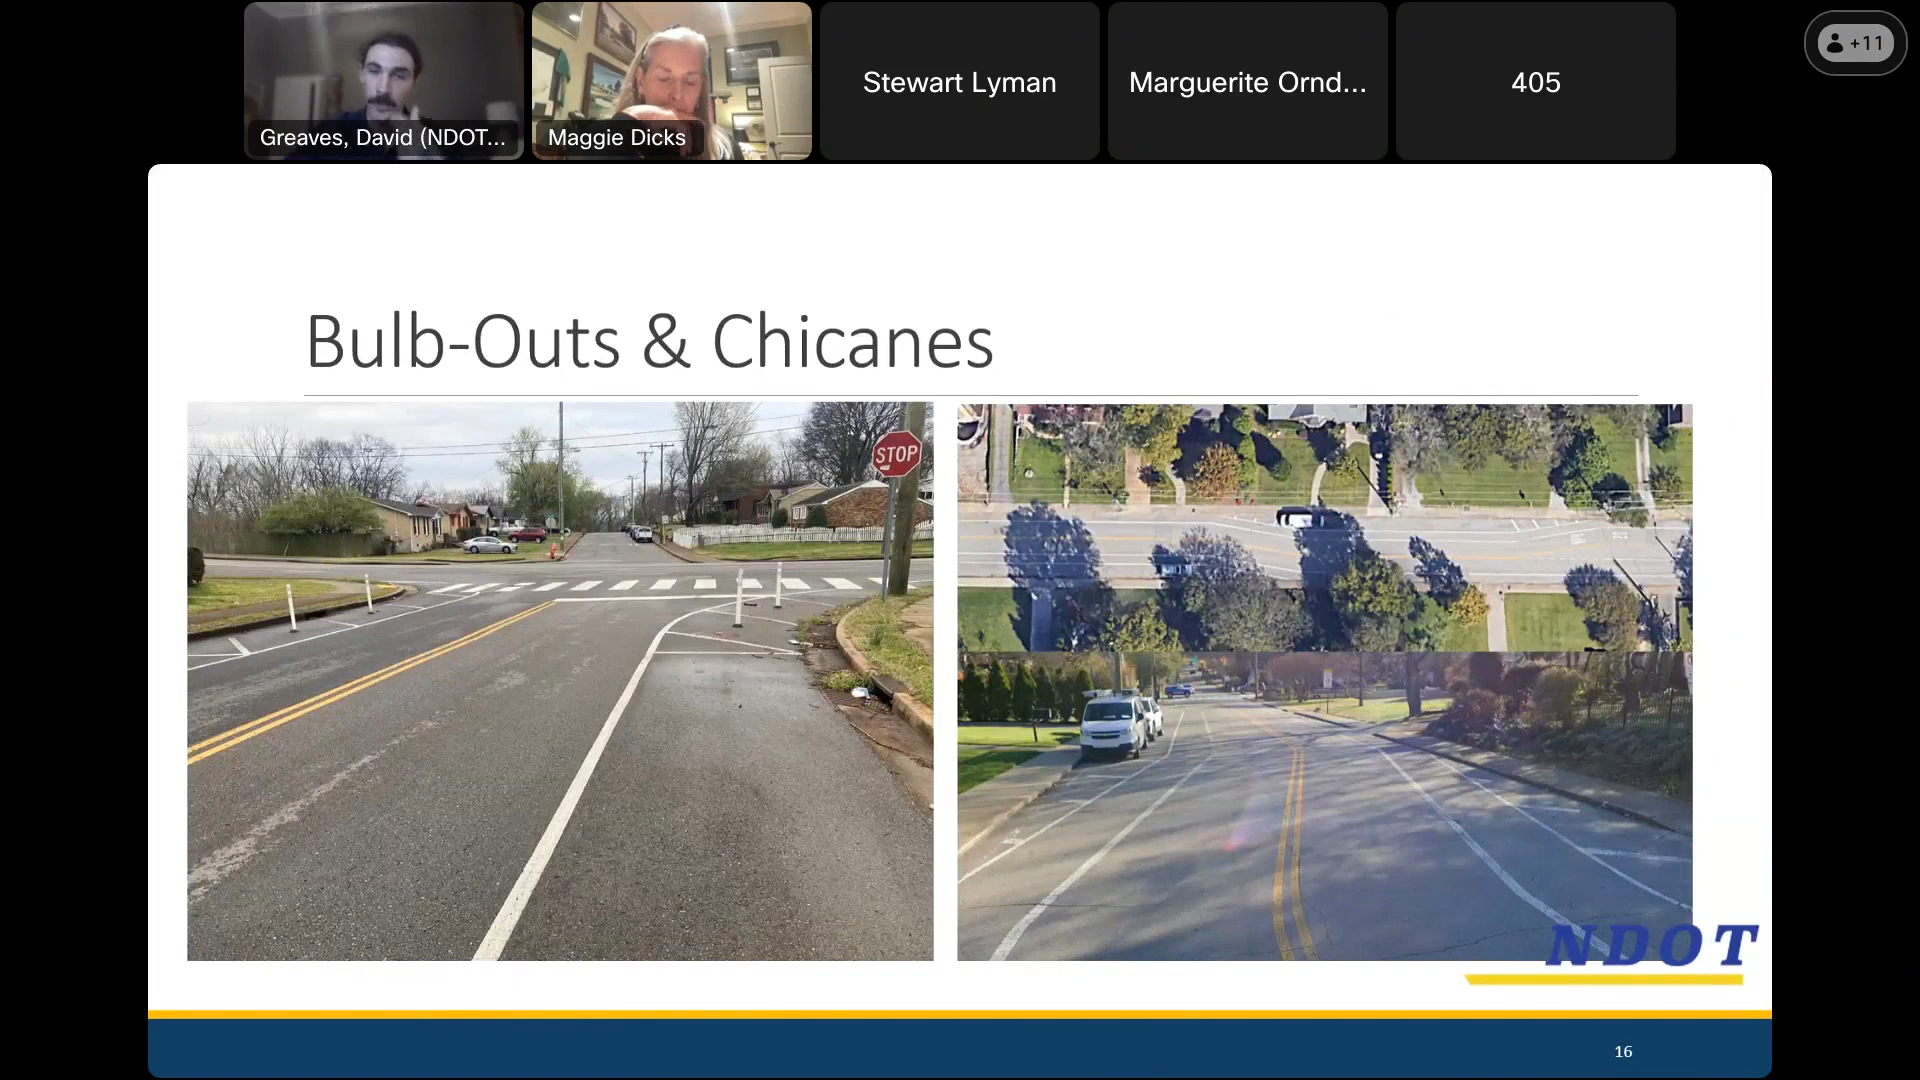 Greaves, David (NDOT...
Maggie Dicks
Stewart Lyman
Marguerite Ornd...
405
+11
Bulb-Outs & Chicanes
STOP
NDOT
16